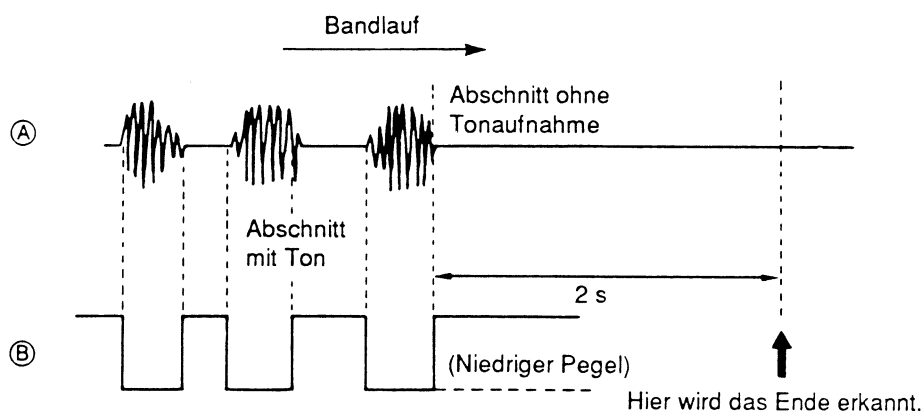 Bandlauf
Abschnitt ohne
Tonaufnahme
A
Abschnitt
mit Ton
2 s
B
(Niedriger Pegel)
Hier wird das Ende erkannt.